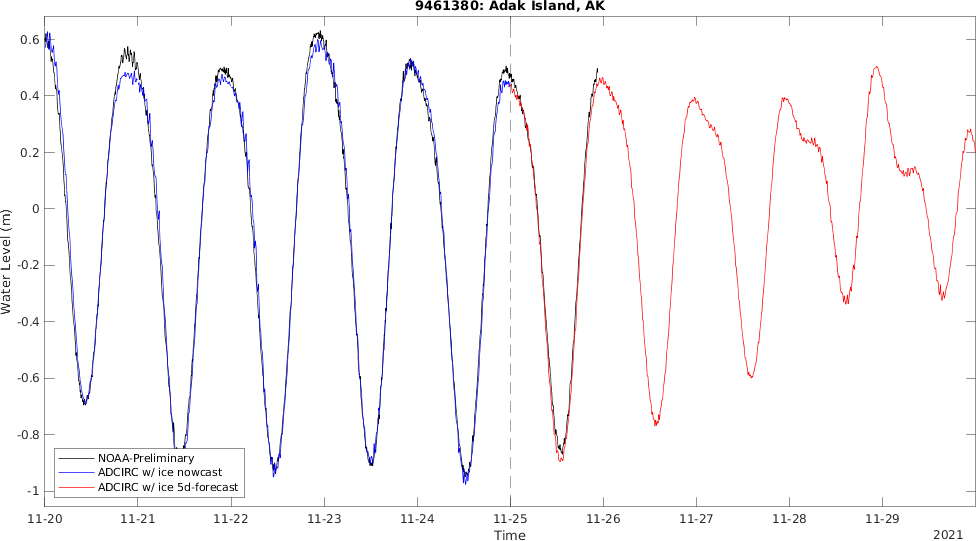 9461380: Adak Island, AK
0.6
0.4
0.2
0
-0.2
-0.4
-0.6
-0.8
-1
Water Level (m)
NOAA-Preliminary
ADCIRC w/ ice nowcast
ADCIRC w/ ice 5d-forecast
11-20 11-21 11-22 11-23 11-24 11-25 11-26 11-27 11-28 11-29
Time
2021